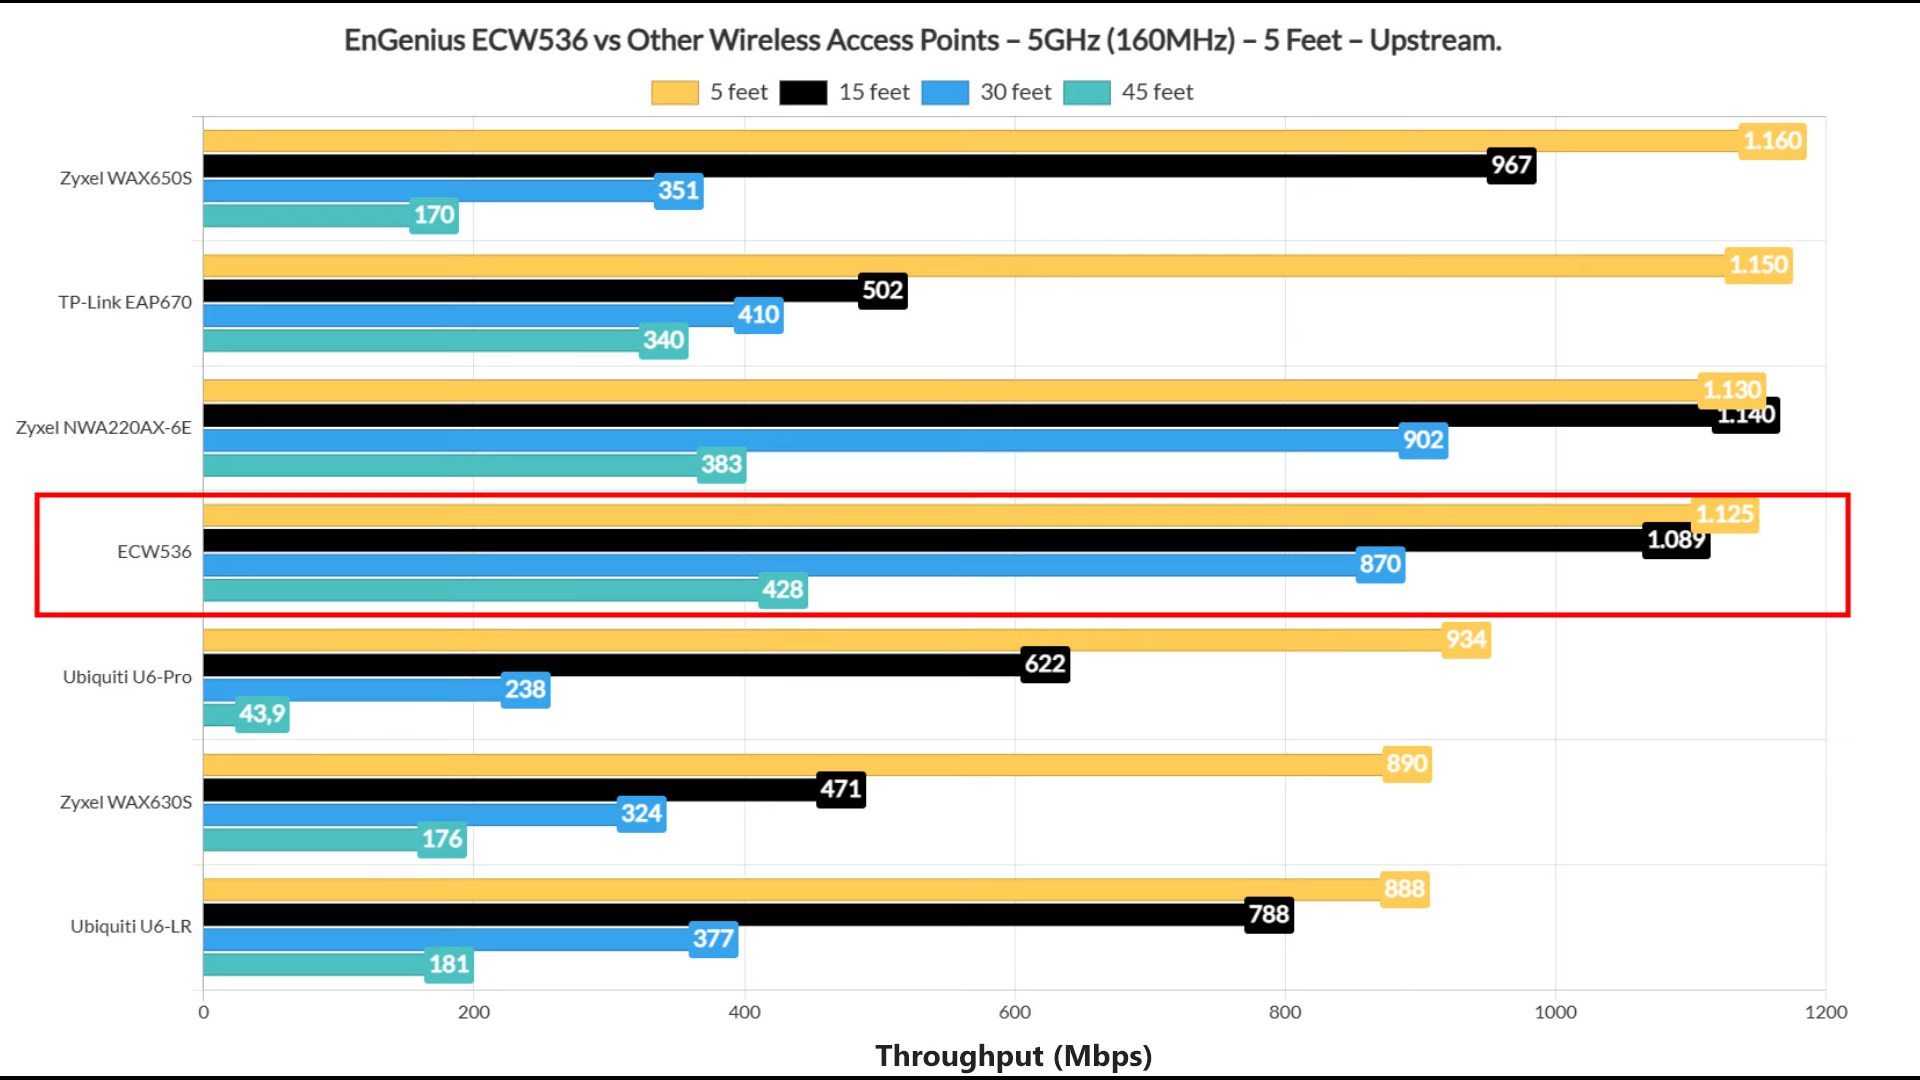 EnGenius ECW536 vs Other Wireless Access Points – 5GHz (160MHz) – 5 Feet – Upstream.
5 feet 15 feet 30 feet 45 feet
Zyxel WAX650S
1.160
967
351
170
TP-Link EAP670
1.150
502
410
340
Zyxel NWA220AX-6E
1.130
1.140
902
383
ECW536
1.125
1.089
870
428
Ubiquiti U6-Pro
934
622
238
43,9
Zyxel WAX630S
890
471
324
176
Ubiquiti U6-LR
888
788
377
181
0 200 400 600 800 1000 1200
Throughput (Mbps)